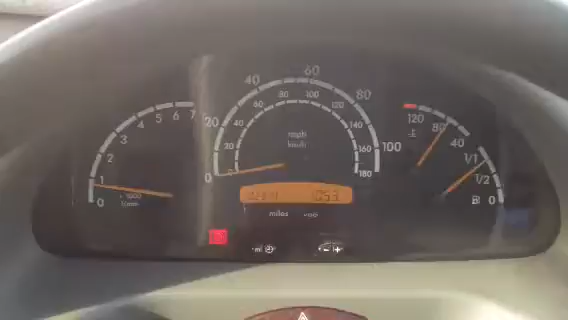 0 1 2 3 4 5 6 7
x 1000
1/min
0 20 40 60 80 100
20 40 60 80 100 120 140 160 180
mph
km/h
miles
120 80 40
1/1 1/2 0